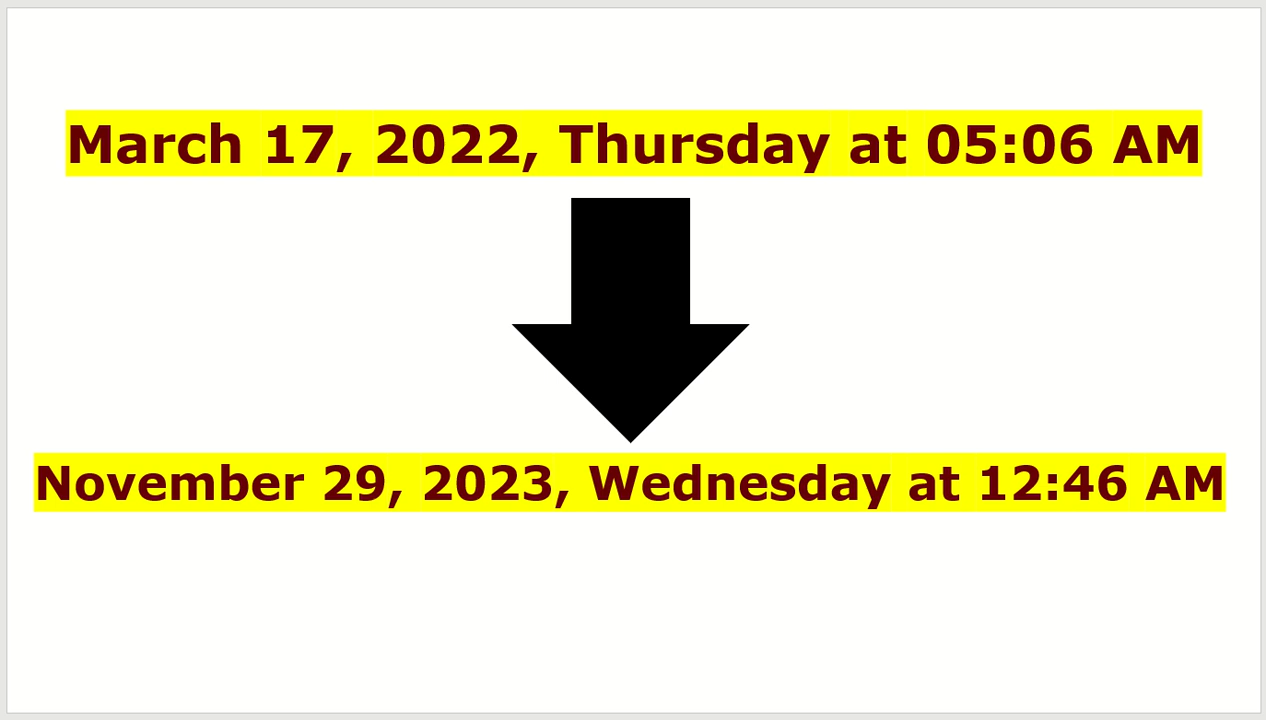 March 17, 2022, Thursday at 05:06 AM
November 29, 2023, Wednesday at 12:46 AM